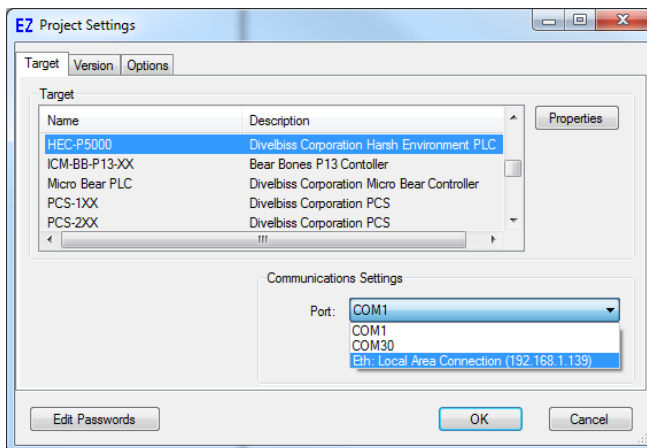 EZ Project Settings
Target Version Options
Target
Name Description
HEC-P5000 Divelbiss Corporation Harsh Environment PLC
ICM-BB-P13-XX Bear Bones P13 Contoller
Micro Bear PLC Divelbiss Corporation Micro Bear Controller
PCS-1XX Divelbiss Corporation PCS
PCS-2XX Divelbiss Corporation PCS
Properties
Communications Settings
Port: COM1
COM1
COM30
Eth: Local Area Connection (192.168.1.139)
Edit Passwords OK Cancel